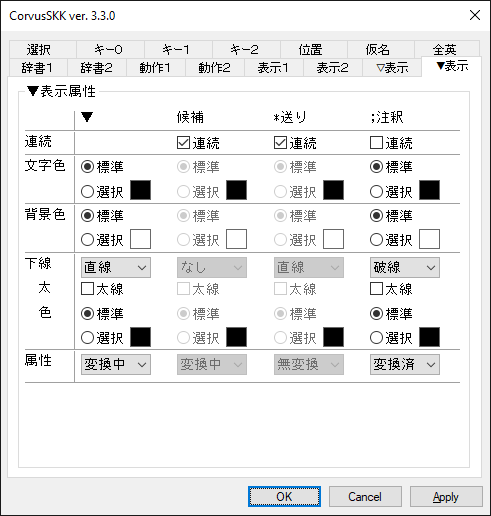 CorvusSKK ver. 3.3.0
選択 キー0 キー1 キー2 位置 仮名 全英
辞書1 辞書2 動作1 動作2 表示1 表示2 ▽表示 ▼表示
▼表示属性
▼ 候補 *送り ;注釈
連続 連続 連続 連続
文字色 標準 標準 標準 標準
選択 選択 選択 選択
背景色 標準 標準 標準 標準
選択 選択 選択 選択
下線 直線 なし 直線 破線
太 太線 太線 太線 太線
色 標準 標準 標準 標準
選択 選択 選択 選択
属性 変換中 変換中 無変換 変換済
OK Cancel Apply